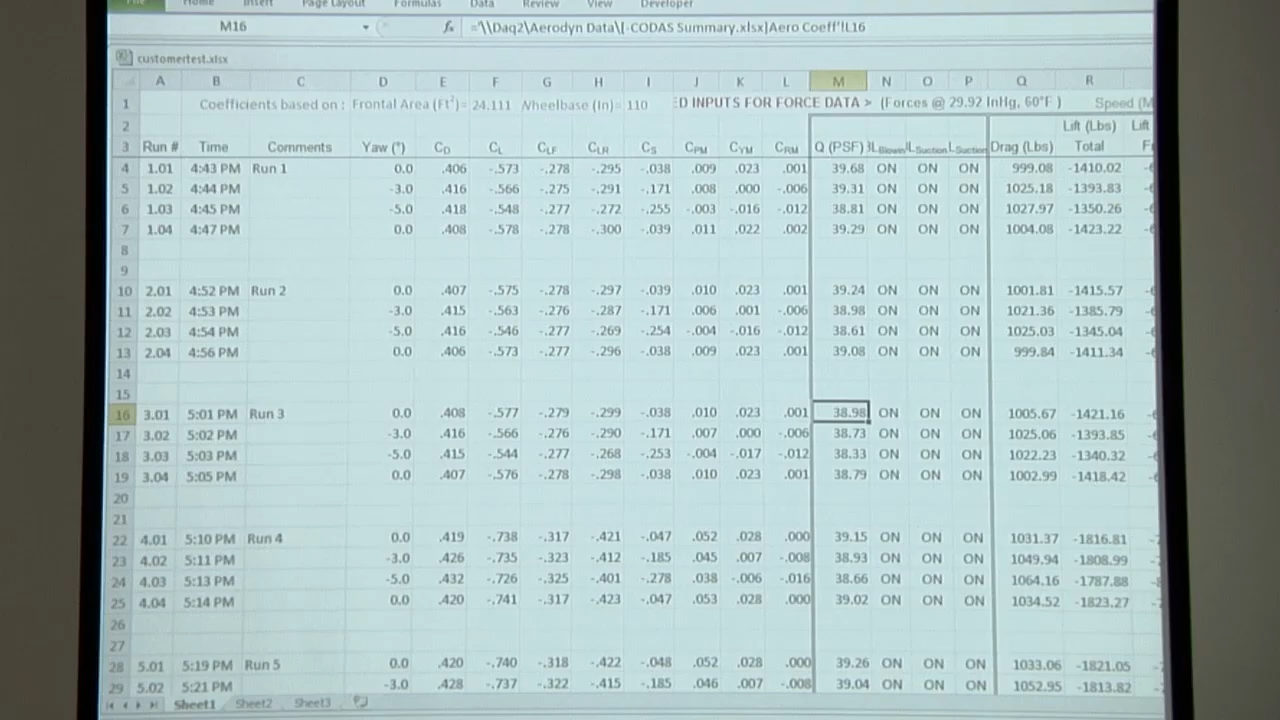 File Home Insert Page Layout Formulas Data Review View Developer
M16 fx ='\\Daq2\Aerodyn Data\[-CODAS Summary.xlsx]Aero Coeff'!L16
customertest.xlsx
A B C D E F G H I J K L M N O P Q R
1 Coefficients based on : Frontal Area (Ft²)= 24.111 Wheelbase (In)= 110 ED INPUTS FOR FORCE DATA > (Forces @ 29.92 InHg, 60°F ) Speed (M
2 Lift (Lbs) Lift
3 Run # Time Comments Yaw (°) CD CL CLF CLR CS CPM CYM CRM Q (PSF) BLBlown LSuction LSuction Drag (Lbs) Total
4 1.01 4:43 PM Run 1 0.0 .406 -.573 -.278 -.295 -.038 .009 .023 .001 39.68 ON ON ON 999.08 -1410.02
5 1.02 4:44 PM -3.0 .416 -.566 -.275 -.291 -.171 .008 .000 -.006 39.31 ON ON ON 1025.18 -1393.83
6 1.03 4:45 PM -5.0 .418 -.548 -.277 -.272 -.255 -.003 -.016 -.012 38.81 ON ON ON 1027.97 -1350.26
7 1.04 4:47 PM 0.0 .408 -.578 -.278 -.300 -.039 .011 .022 .002 39.29 ON ON ON 1004.08 -1423.22
8
9
10 2.01 4:52 PM Run 2 0.0 .407 -.575 -.278 -.297 -.039 .010 .023 .001 39.24 ON ON ON 1001.81 -1415.57
11 2.02 4:53 PM -3.0 .415 -.563 -.276 -.287 -.171 .006 .001 -.006 38.98 ON ON ON 1021.36 -1385.79
12 2.03 4:54 PM -5.0 .416 -.546 -.277 -.269 -.254 -.004 -.016 -.012 38.61 ON ON ON 1025.03 -1345.04
13 2.04 4:56 PM 0.0 .406 -.573 -.277 -.296 -.038 .009 .023 .001 39.08 ON ON ON 999.84 -1411.34
14
15
16 3.01 5:01 PM Run 3 0.0 .408 -.577 -.279 -.299 -.038 .010 .023 .001 38.98 ON ON ON 1005.67 -1421.16
17 3.02 5:02 PM -3.0 .416 -.566 -.276 -.290 -.171 .007 .000 -.006 38.73 ON ON ON 1025.06 -1393.85
18 3.03 5:03 PM -5.0 .415 -.544 -.277 -.268 -.253 -.004 -.017 -.012 38.33 ON ON ON 1022.23 -1340.32
19 3.04 5:05 PM 0.0 .407 -.576 -.278 -.298 -.038 .010 .023 .001 38.79 ON ON ON 1002.99 -1418.42
20
21
22 4.01 5:10 PM Run 4 0.0 .419 -.738 -.317 -.421 -.047 .052 .028 .000 39.15 ON ON ON 1031.37 -1816.81
23 4.02 5:11 PM -3.0 .426 -.735 -.323 -.412 -.185 .045 .007 -.008 38.93 ON ON ON 1049.94 -1808.99
24 4.03 5:13 PM -5.0 .432 -.726 -.325 -.401 -.278 .038 -.006 -.016 38.66 ON ON ON 1064.16 -1787.88
25 4.04 5:14 PM 0.0 .420 -.741 -.317 -.423 -.047 .053 .028 .000 39.02 ON ON ON 1034.52 -1823.27
26
27
28 5.01 5:19 PM Run 5 0.0 .420 -.740 -.318 -.422 -.048 .052 .028 .000 39.26 ON ON ON 1033.06 -1821.05
29 5.02 5:21 PM -3.0 .428 -.737 -.322 -.415 -.185 .046 .007 -.008 39.04 ON ON ON 1052.95 -1813.82
Sheet1 Sheet2 Sheet3